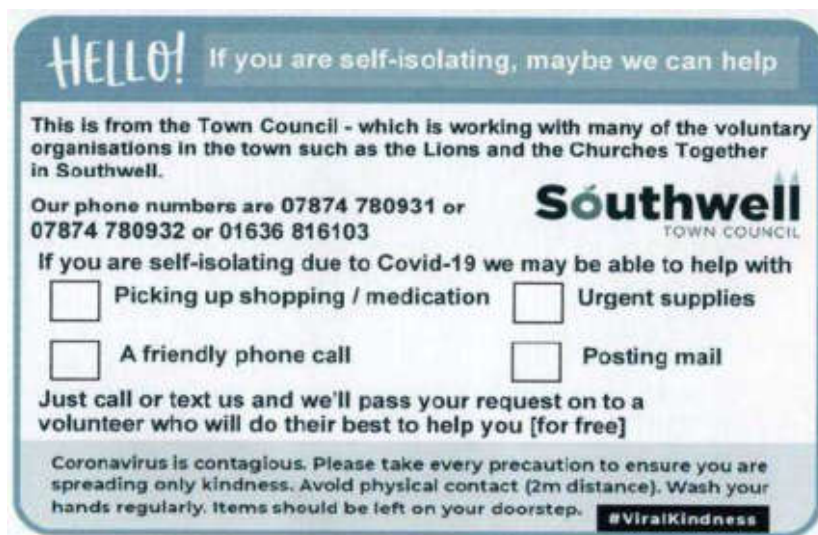 HELLO! If you are self-isolating, maybe we can help
This is from the Town Council - which is working with many of the voluntary
organisations in the town such as the Lions and the Churches Together
in Southwell.
Our phone numbers are 07874 780931 or
07874 780932 or 01636 816103
Southwell
TOWN COUNCIL
If you are self-isolating due to Covid-19 we may be able to help with
Picking up shopping / medication Urgent supplies
A friendly phone call Posting mail
Just call or text us and we'll pass your request on to a
volunteer who will do their best to help you [for free]
Coronavirus is contagious. Please take every precaution to ensure you are
spreading only kindness. Avoid physical contact (2m distance). Wash your
hands regularly. Items should be left on your doorstep. #ViralKindness